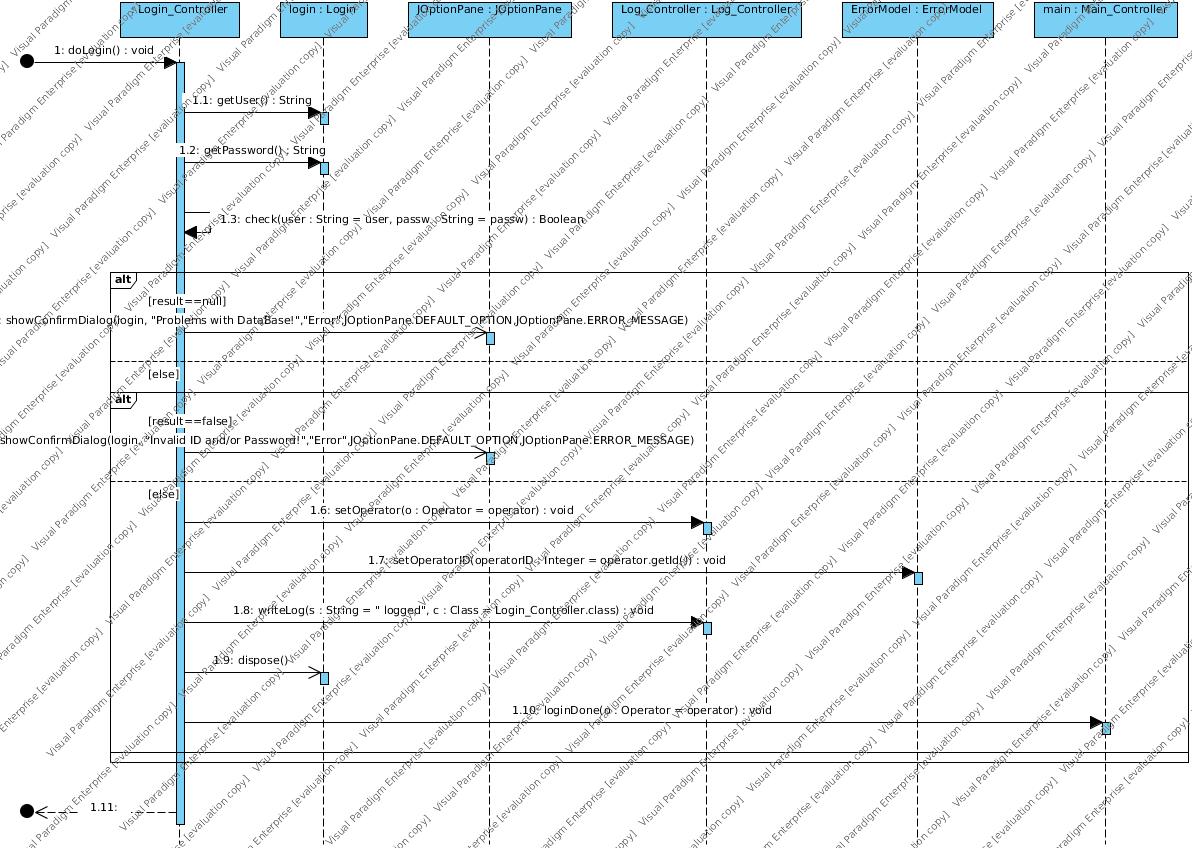 Login_Controller
login : Login
JOptionPane : JOptionPane
Log_Controller : Log_Controller
ErrorModel : ErrorModel
main : Main_Controller
1: doLogin() : void
1.1: getUser() : String
1.2: getPassword() : String
1.3: check(user : String = user, passw : String = passw) : Boolean
alt
[result==null]
: showConfirmDialog(login, "Problems with DataBase!","Error",JOptionPane.DEFAULT_OPTION,JOptionPane.ERROR_MESSAGE)
[else]
alt
[result==false]
showConfirmDialog(login, "Invalid ID and/or Password!","Error",JOptionPane.DEFAULT_OPTION,JOptionPane.ERROR_MESSAGE)
[else]
1.6: setOperator(o : Operator = operator) : void
1.7: setOperatorID(operatorID : Integer = operator.getId()) : void
1.8: writeLog(s : String = " logged", c : Class = Login_Controller.class) : void
1.9: dispose()
1.10: loginDone(o : Operator = operator) : void
1.11:
Visual Paradigm Enterprise [evaluation copy]